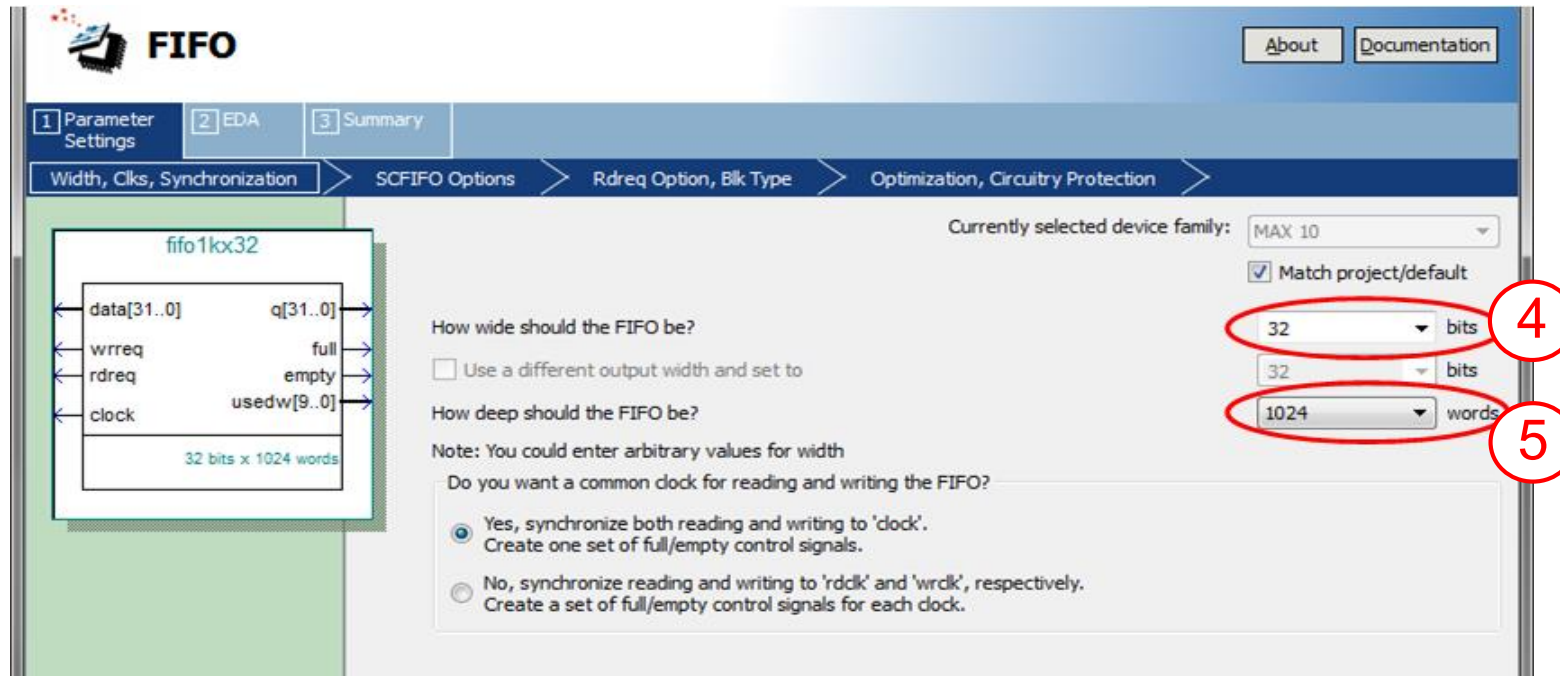 FIFO
About
Documentation
1 Parameter Settings
2 EDA
3 Summary
Width, Clks, Synchronization
SCFIFO Options
Rdreq Option, Blk Type
Optimization, Circuitry Protection
fifo1kx32
data[31..0]
q[31..0]
wrreq
full
rdreq
empty
usedw[9..0]
clock
32 bits x 1024 words
Currently selected device family:
MAX 10
Match project/default
How wide should the FIFO be?
32
bits
4
Use a different output width and set to
32
bits
How deep should the FIFO be?
1024
words
5
Note: You could enter arbitrary values for width
Do you want a common clock for reading and writing the FIFO?
Yes, synchronize both reading and writing to 'clock'.
Create one set of full/empty control signals.
No, synchronize reading and writing to 'rdclk' and 'wrclk', respectively.
Create a set of full/empty control signals for each clock.